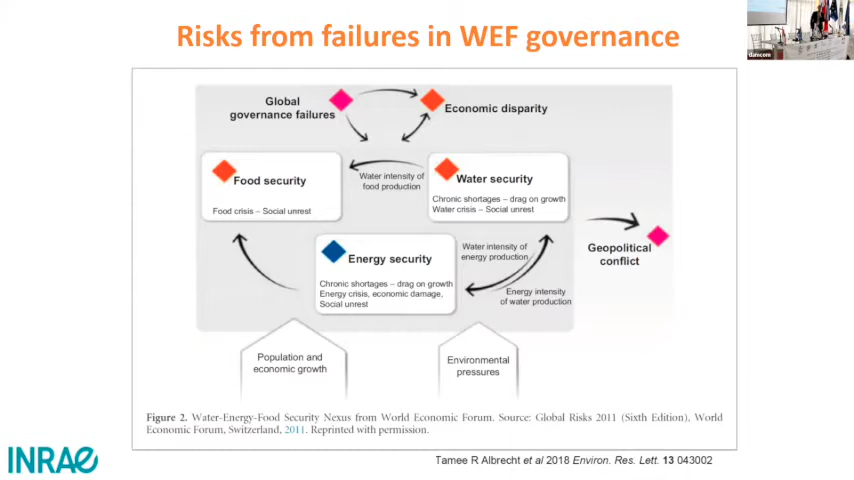 Risks from failures in WEF governance
damcom
Global
governance failures
Economic disparity
Food security
Food crisis – Social unrest
Water intensity of
food production
Water security
Chronic shortages – drag on growth
Water crisis – Social unrest
Geopolitical
conflict
Energy security
Chronic shortages – drag on growth
Energy crisis, economic damage,
Social unrest
Water intensity of
energy production
Energy intensity
of water production
Population and
economic growth
Environmental
pressures
Figure 2. Water-Energy-Food Security Nexus from World Economic Forum. Source: Global Risks 2011 (Sixth Edition), World
Economic Forum, Switzerland, 2011. Reprinted with permission.
INRAE
Tamee R Albrecht et al 2018 Environ. Res. Lett. 13 043002